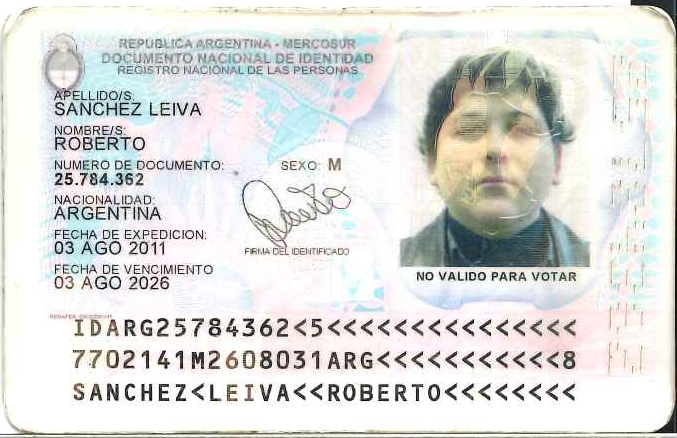 REPUBLICA ARGENTINA - MERCOSUR
DOCUMENTO NACIONAL DE IDENTIDAD
REGISTRO NACIONAL DE LAS PERSONAS
APELLIDO/S:
SANCHEZ LEIVA
NOMBRE/S:
ROBERTO
NUMERO DE DOCUMENTO:
25.784.362
SEXO: M
NACIONALIDAD:
ARGENTINA
FECHA DE EXPEDICION:
03 AGO 2011
FIRMA DEL IDENTIFICADO
FECHA DE VENCIMIENTO
03 AGO 2026
NO VALIDO PARA VOTAR
IDARG25784362<5<<<<<<<<<<<<<<<
7702141M2608031ARG<<<<<<<<<<<8
SANCHEZ<LEIVA<<ROBERTO<<<<<<<<